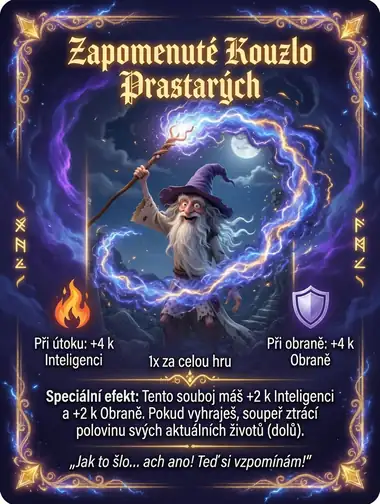 Zapomenuté Kouzlo
Prastarých
Při útoku: +4 k
Inteligenci
1x za celou hru
Při obraně: +4 k
Obraně
Speciální efekt: Tento souboj máš +2 k Inteligenci
a +2 k Obraně. Pokud vyhraješ, soupeř ztrácí
polovinu svých aktuálních životů (dolů).
„Jak to šlo... ach ano! Teď si vzpomínám!"